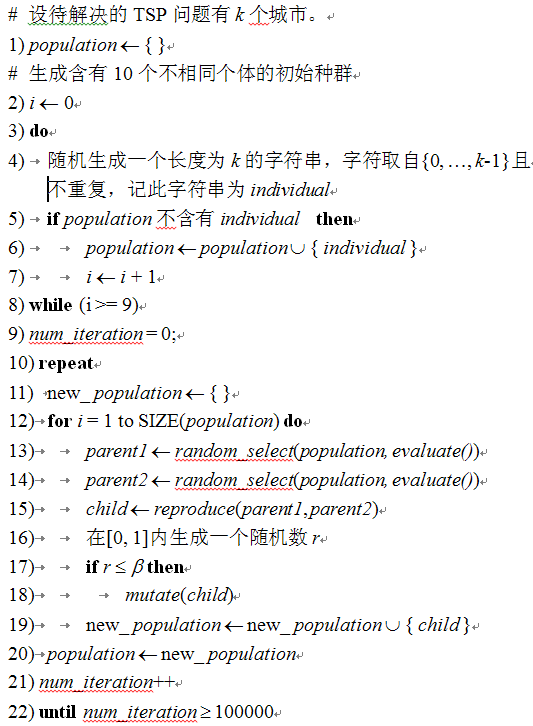 # 设待解决的 TSP 问题有 k 个城市。
1) population ← { }
# 生成含有 10 个不相同个体的初始种群
2) i ← 0
3) do
4) 随机生成一个长度为 k 的字符串，字符取自{0, …, k-1}且
不重复，记此字符串为 individual
5) if population 不含有 individual then
6) population ← population ∪ { individual }
7) i ← i + 1
8) while (i >= 9)
9) num_iteration = 0;
10) repeat
11) new_population ← { }
12) for i = 1 to SIZE(population) do
13) parent1 ← random_select(population, evaluate())
14) parent2 ← random_select(population, evaluate())
15) child ← reproduce(parent1, parent2)
16) 在[0, 1]内生成一个随机数 r
17) if r ≤ β then
18) mutate(child)
19) new_population ← new_population ∪ { child }
20) population ← new_population
21) num_iteration++
22) until num_iteration ≥ 100000